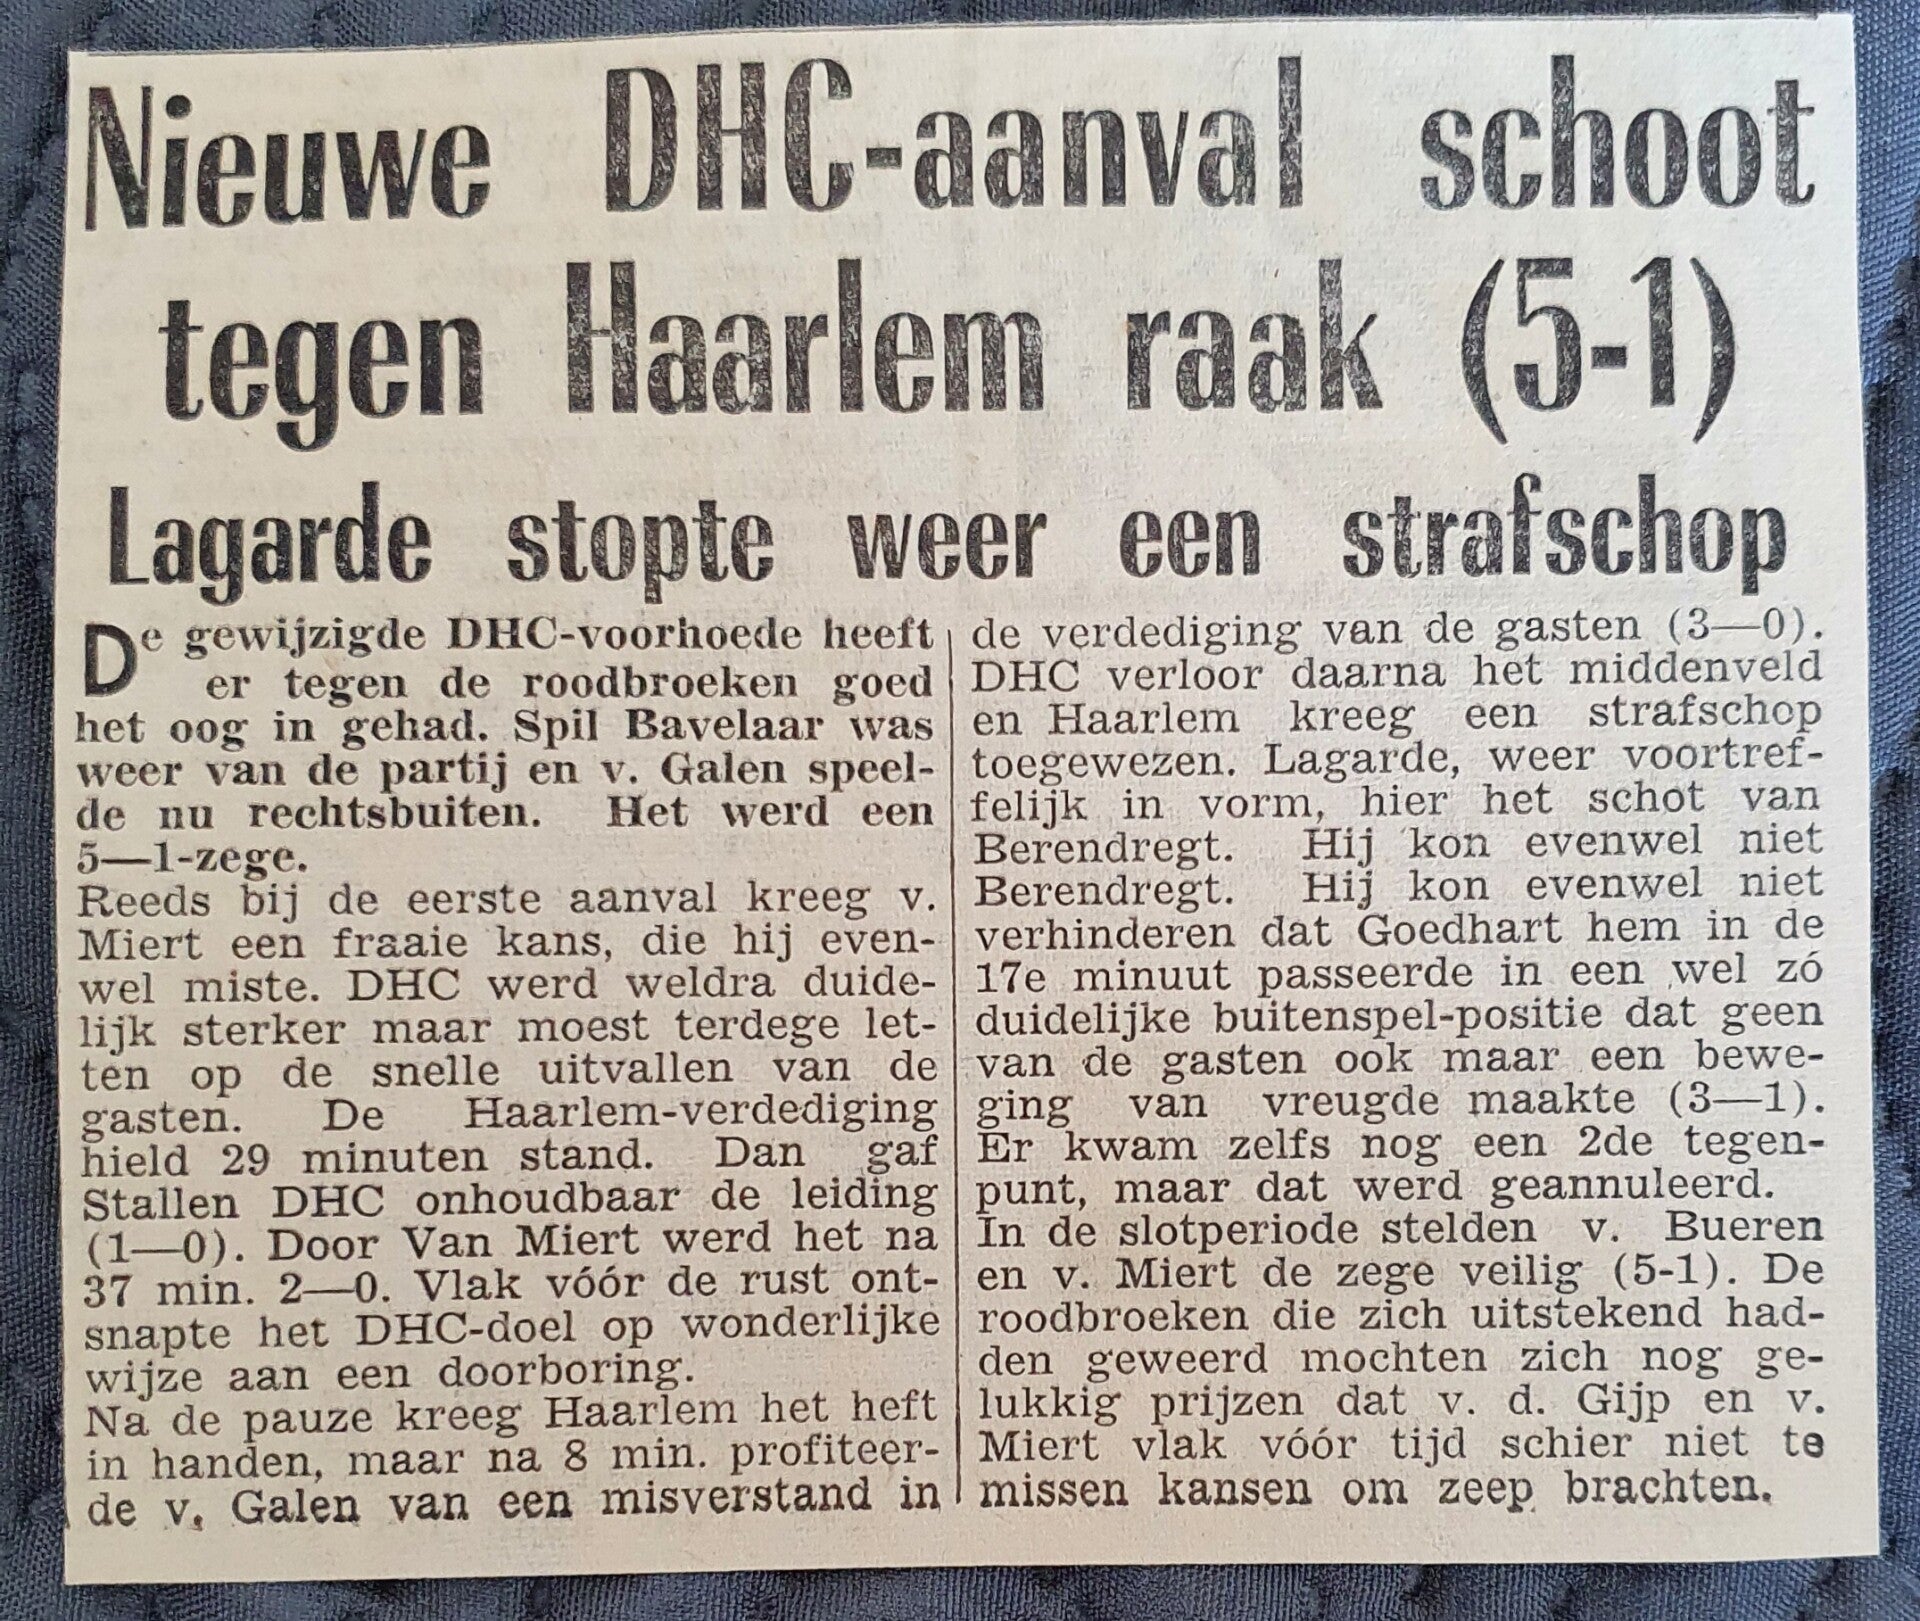 Nieuwe DHC-aanval schoot
tegen Haarlem raak (5-1)
Lagarde stopte weer een strafschop
De gewijzigde DHC-voorhoede heeft
er tegen de roodbroeken goed
het oog in gehad. Spil Bavelaar was
weer van de partij en v. Galen speel-
de nu rechtsbuiten. Het werd een
5—1-zege.
Reeds bij de eerste aanval kreeg v.
Miert een fraaie kans, die hij even-
wel miste. DHC werd weldra duide-
lijk sterker maar moest terdege let-
ten op de snelle uitvallen van de
gasten. De Haarlem-verdediging
hield 29 minuten stand. Dan gaf
Stallen DHC onhoudbaar de leiding
(1—0). Door Van Miert werd het na
37 min. 2—0. Vlak vóór de rust ont-
snapte het DHC-doel op wonderlijke
wijze aan een doorboring.
Na de pauze kreeg Haarlem het heft
in handen, maar na 8 min. profiteer-
de v. Galen van een misverstand in
de verdediging van de gasten (3—0).
DHC verloor daarna het middenveld
en Haarlem kreeg een strafschop
toegewezen. Lagarde, weer voortref-
felijk in vorm, hier het schot van
Berendregt. Hij kon evenwel niet
Berendregt. Hij kon evenwel niet
verhinderen dat Goedhart hem in de
17e minuut passeerde in een wel zó
duidelijke buitenspel-positie dat geen
van de gasten ook maar een bewe-
ging van vreugde maakte (3—1).
Er kwam zelfs nog een 2de tegen-
punt, maar dat werd geannuleerd.
In de slotperiode stelden v. Bueren
en v. Miert de zege veilig (5-1). De
roodbroeken die zich uitstekend had-
den geweerd mochten zich nog ge-
lukkig prijzen dat v. d. Gijp en v.
Miert vlak vóór tijd schier niet te
missen kansen om zeep brachten.